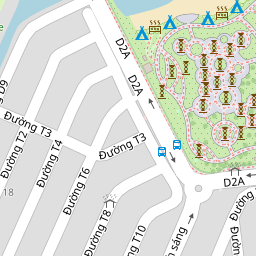 D2A
D2A
D9
Đường T3
Đường T2
Đường T4
Đường T3
Đường T6
D2A
18
Đường T8
Đường T10
n sáng